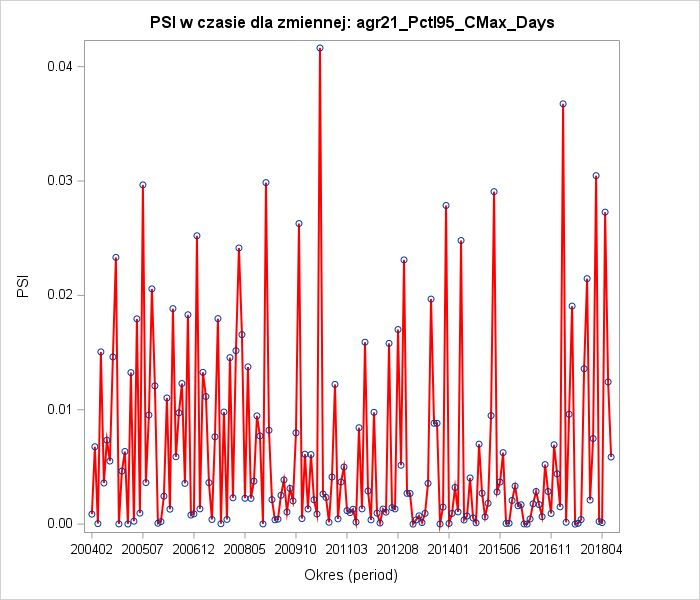 PSI w czasie dla zmiennej: agr21_Pctl95_CMax_Days
0.04
0.03
0.02
0.01
0.00
PSI
200402 200507 200612 200805 200910 201103 201208 201401 201506 201611 201804
Okres (period)